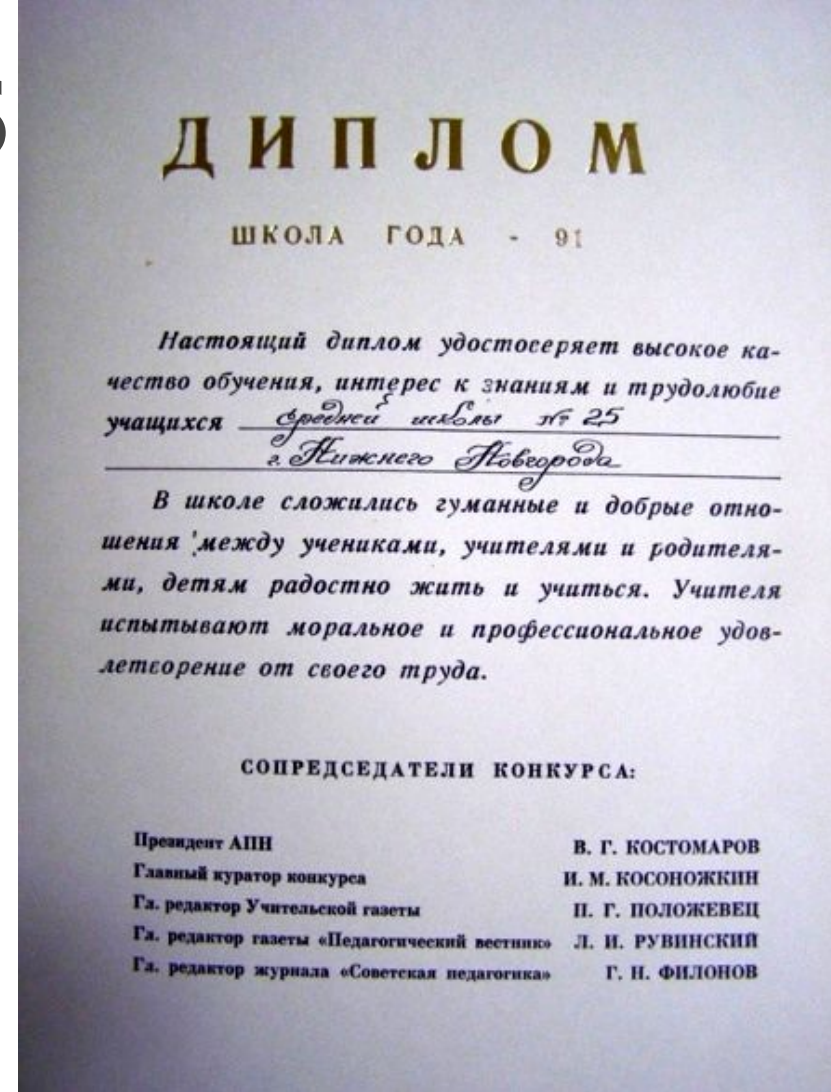 ДИПЛОМ
ШКОЛА ГОДА - 91
Настоящий диплом удостоверяет высокое ка-
чество обучения, интерес к знаниям и трудолюбие
учащихся средней школы № 25
г. Нижнего Новгорода
В школе сложились гуманные и добрые отно-
шения между учениками, учителями и родителя-
ми, детям радостно жить и учиться. Учителя
испытывают моральное и профессиональное удов-
летворение от своего труда.
СОПРЕДСЕДАТЕЛИ КОНКУРСА:
Президент АПН В. Г. КОСТОМАРОВ
Главный куратор конкурса И. М. КОСОНОЖКИН
Гл. редактор Учительской газеты П. Г. ПОЛОЖЕВЕЦ
Гл. редактор газеты «Педагогический вестник» Л. И. РУВИНСКИЙ
Гл. редактор журнала «Советская педагогика» Г. Н. ФИЛОНОВ